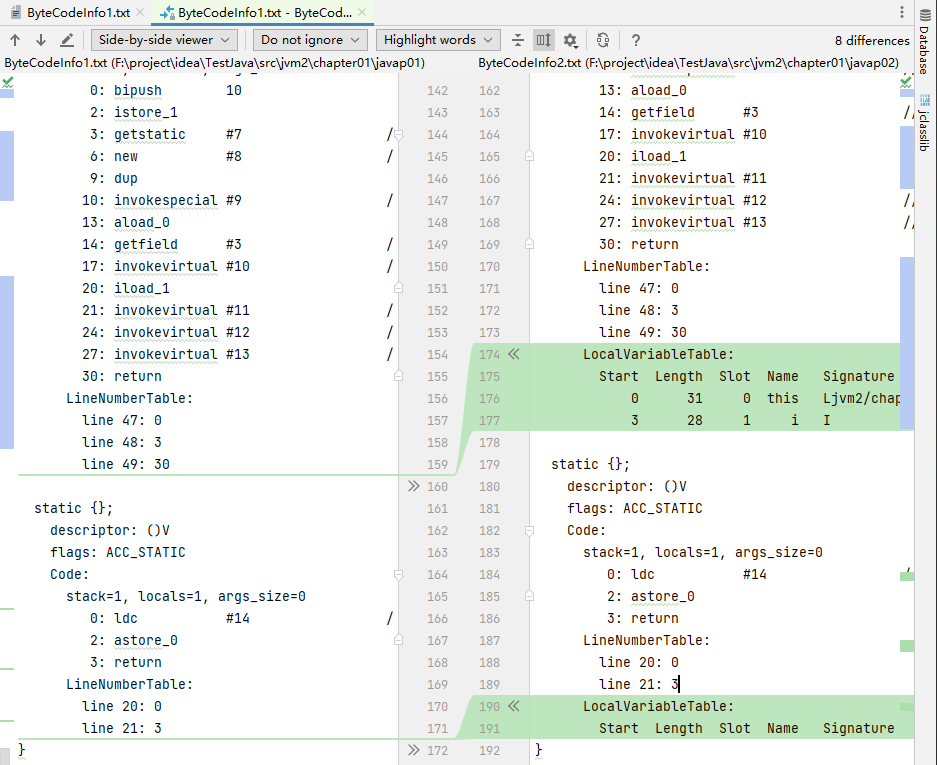 ByteCodeInfo1.txt
ByteCodeInfo1.txt - ByteCod...
Side-by-side viewer
Do not ignore
Highlight words
?
8 differences
ByteCodeInfo1.txt (F:\project\idea\TestJava\src\jvm2\chapter01\javap01)
ByteCodeInfo2.txt (F:\project\idea\TestJava\src\jvm2\chapter01\javap02)
Database
jclasslib
0: bipush 10 142
2: istore_1 143
3: getstatic #7 / 144
6: new #8 / 145
9: dup 146
10: invokespecial #9 / 147
13: aload_0 148
14: getfield #3 / 149
17: invokevirtual #10 / 150
20: iload_1 151
21: invokevirtual #11 / 152
24: invokevirtual #12 / 153
27: invokevirtual #13 / 154
30: return 155
LineNumberTable: 156
line 47: 0 157
line 48: 3 158
line 49: 30 159
160
static {}; 161
descriptor: ()V 162
flags: ACC_STATIC 163
Code: 164
stack=1, locals=1, args_size=0 165
0: ldc #14 / 166
2: astore_0 167
3: return 168
LineNumberTable: 169
line 20: 0 170
line 21: 3 171
} 172
162 13: aload_0
163 14: getfield #3 //
164 17: invokevirtual #10
165 20: iload_1
166 21: invokevirtual #11
167 24: invokevirtual #12 //
168 27: invokevirtual #13 //
169 30: return
170 LineNumberTable:
171 line 47: 0
172 line 48: 3
173 line 49: 30
174 LocalVariableTable:
175 Start Length Slot Name Signature
176 0 31 0 this Ljvm2/chap
177 3 28 1 i I
178
179 static {};
180 descriptor: ()V
181 flags: ACC_STATIC
182 Code:
183 stack=1, locals=1, args_size=0
184 0: ldc #14 /
185 2: astore_0
186 3: return
187 LineNumberTable:
188 line 20: 0
189 line 21: 3
190 LocalVariableTable:
191 Start Length Slot Name Signature
192 }